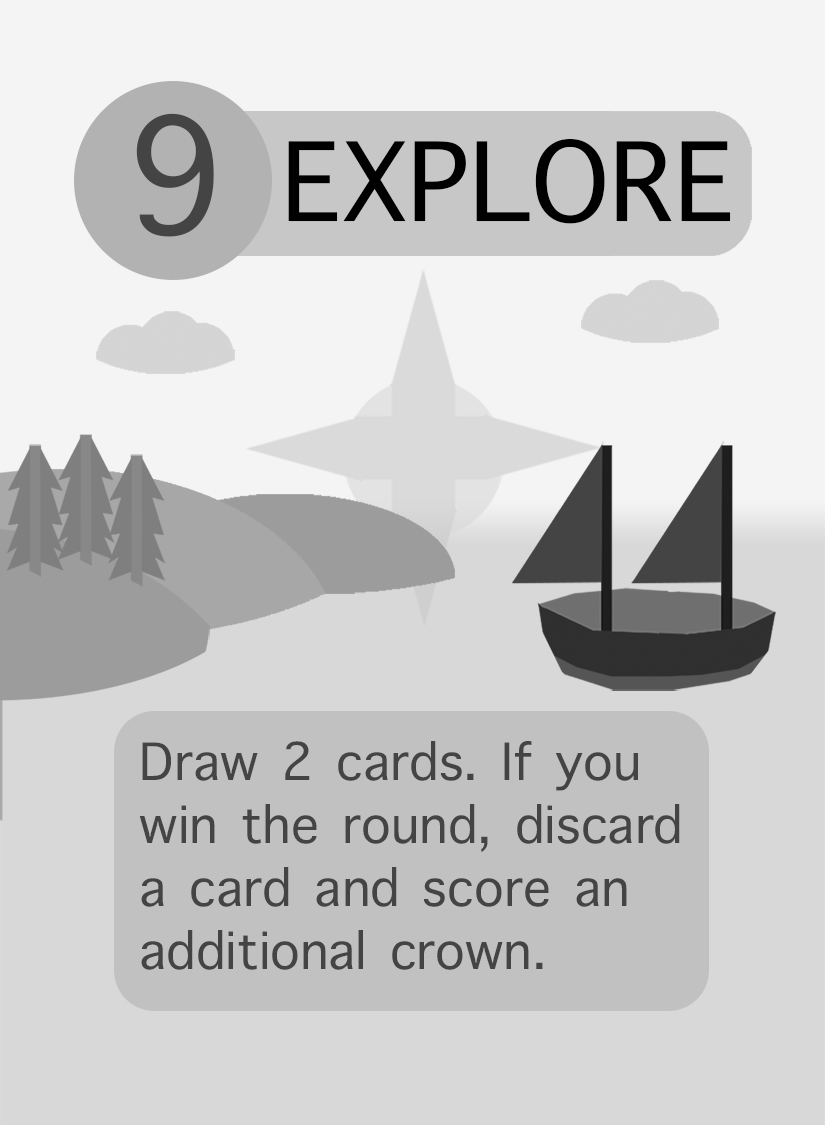 9 EXPLORE
Draw 2 cards. If you
win the round, discard
a card and score an
additional crown.